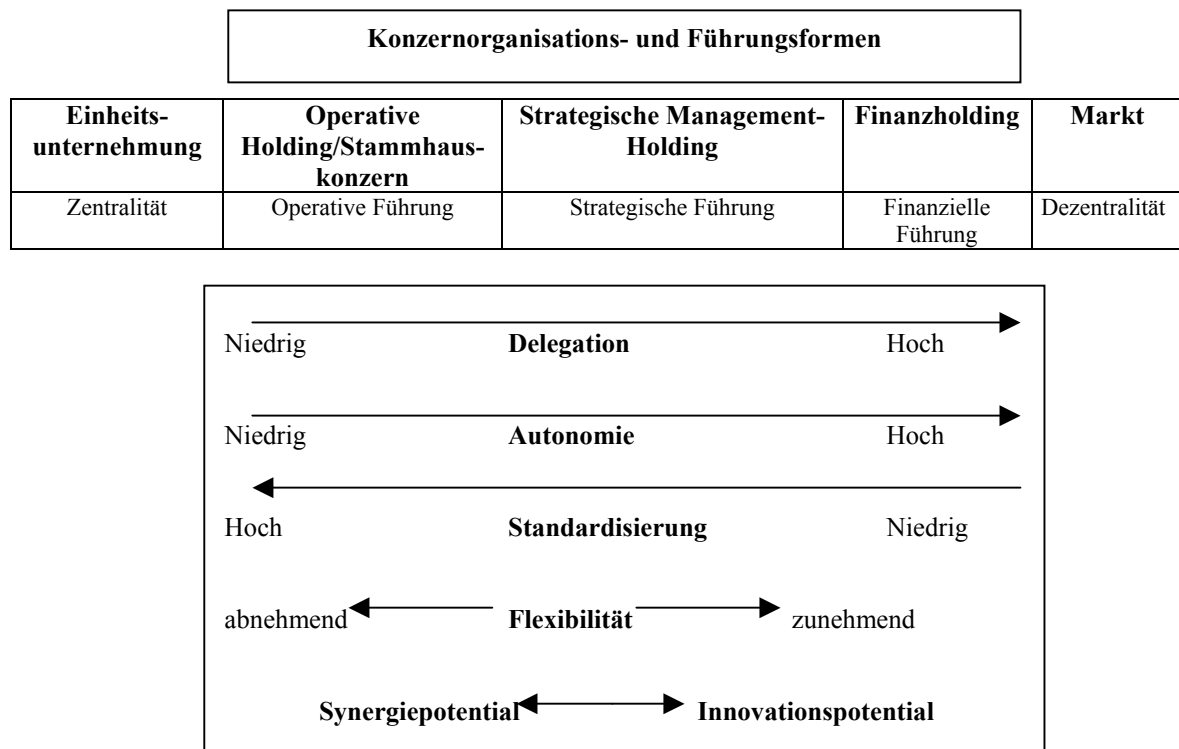 Konzernorganisations- und Führungsformen
Einheits-
unternehmung
Operative
Holding/Stammhaus-
konzern
Strategische Management-
Holding
Finanzholding
Markt
Zentralität
Operative Führung
Strategische Führung
Finanzielle
Führung
Dezentralität
Niedrig Delegation Hoch
Niedrig Autonomie Hoch
Hoch Standardisierung Niedrig
abnehmend Flexibilität zunehmend
Synergiepotential Innovationspotential